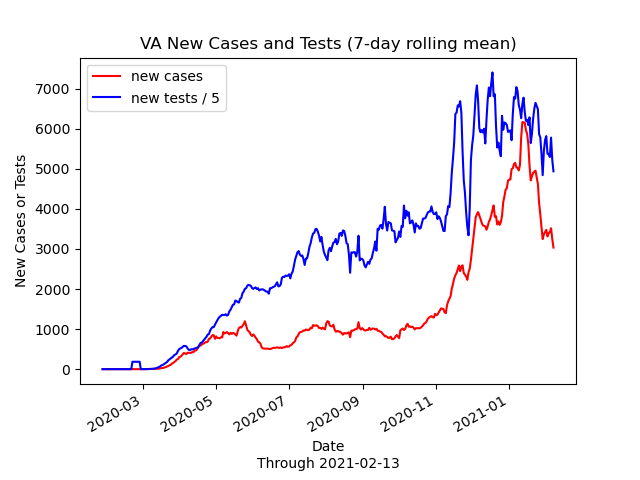 VA New Cases and Tests (7-day rolling mean)
new cases
new tests / 5
7000
6000
5000
4000
3000
2000
1000
0
New Cases or Tests
2020-03
2020-05
2020-07
2020-09
2020-11
2021-01
Date
Through 2021-02-13